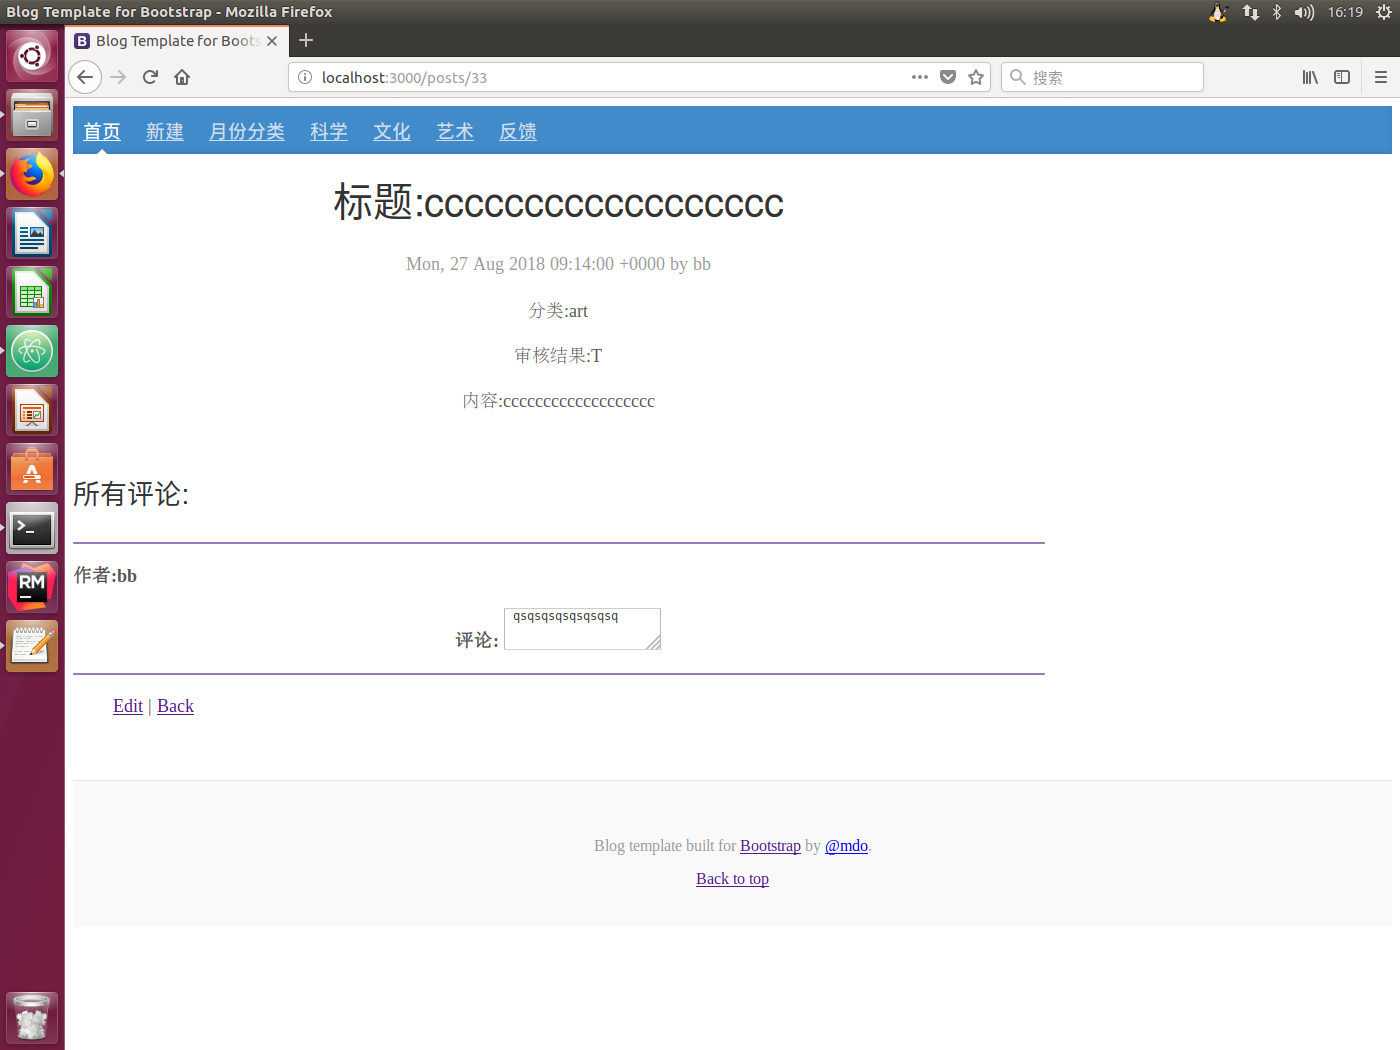 Blog Template for Bootstrap - Mozilla Firefox
16:19
B Blog Template for Boots
localhost:3000/posts/33
搜索
首页 新建 月份分类 科学 文化 艺术 反馈
标题:cccccccccccccccccc
Mon, 27 Aug 2018 09:14:00 +0000 by bb
分类:art
审核结果:T
内容:ccccccccccccccccccc
所有评论:
作者:bb
评论: qsqsqsqsqsqsqsq
Edit | Back
Blog template built for Bootstrap by @mdo.
Back to top
RM